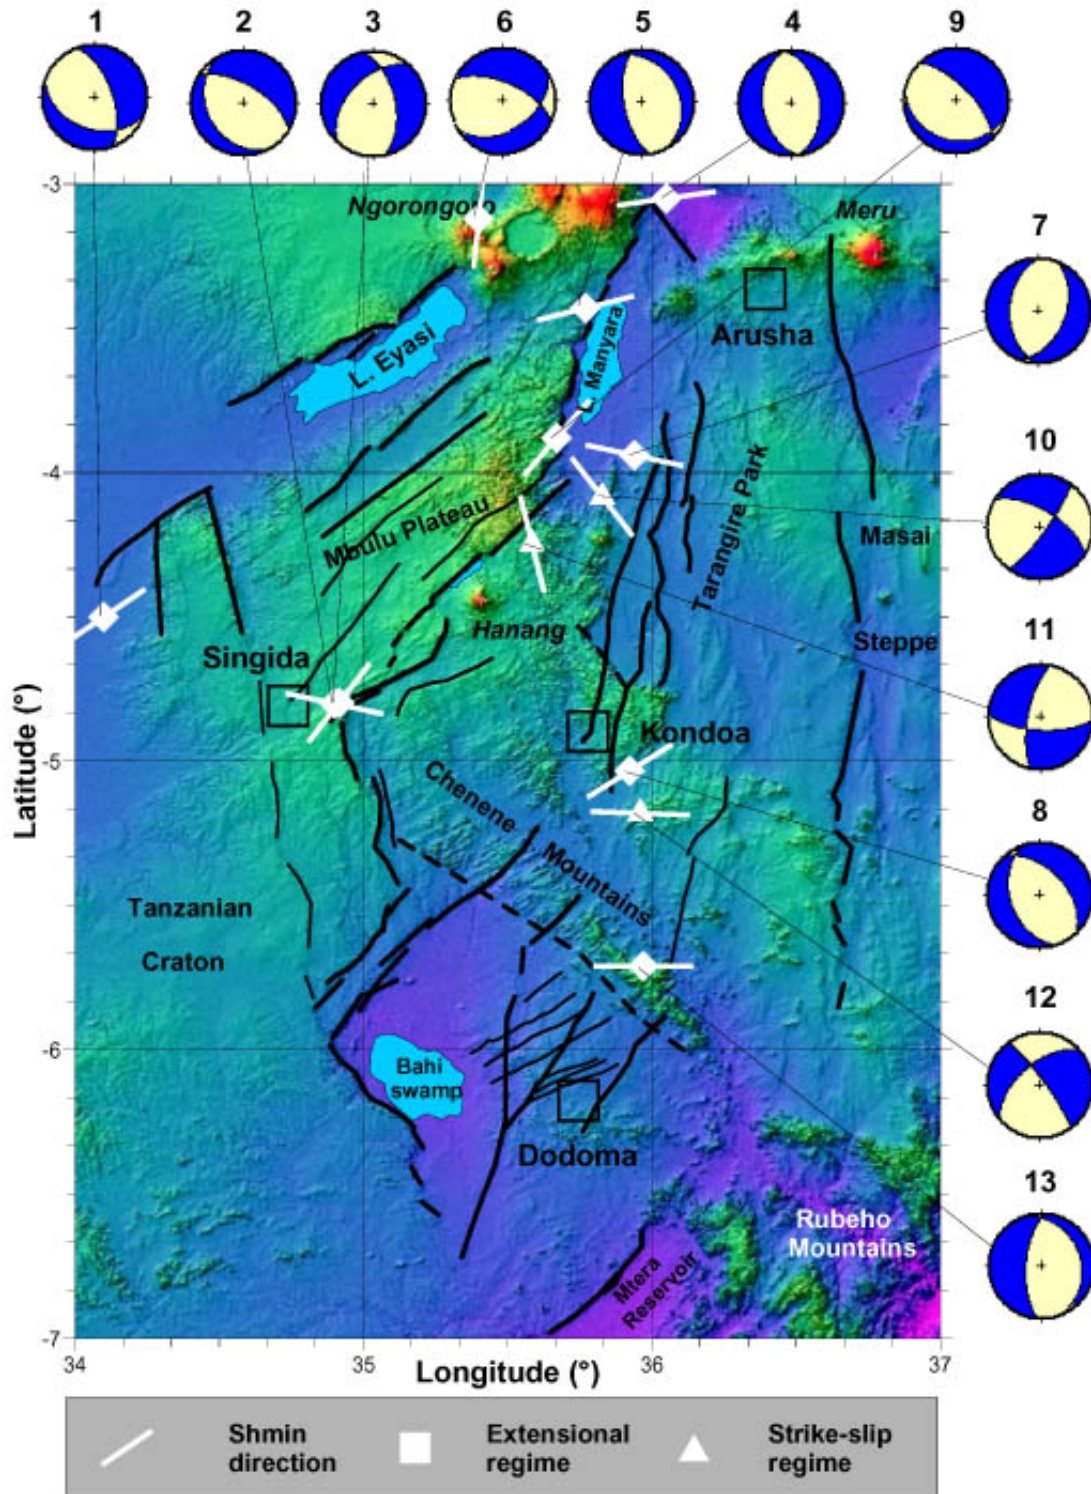 1 2 3 6 5 4 9
-3
Ngorongoro
Meru
7
Arusha
L. Eyasi
L. Manyara
-4
10
Mbulu Plateau
Tarangire Park
Masai
11
Hanang
Steppe
Singida
Kondoa
-5
Chenene
Mountains
8
Tanzanian
Craton
12
-6
Bahi
swamp
Dodoma
13
Rubeho
Mountains
Mtera
Reservoir
-7
34 35 36 37
Latitude (°)
Longitude (°)
Shmin
direction
Extensional
regime
Strike-slip
regime